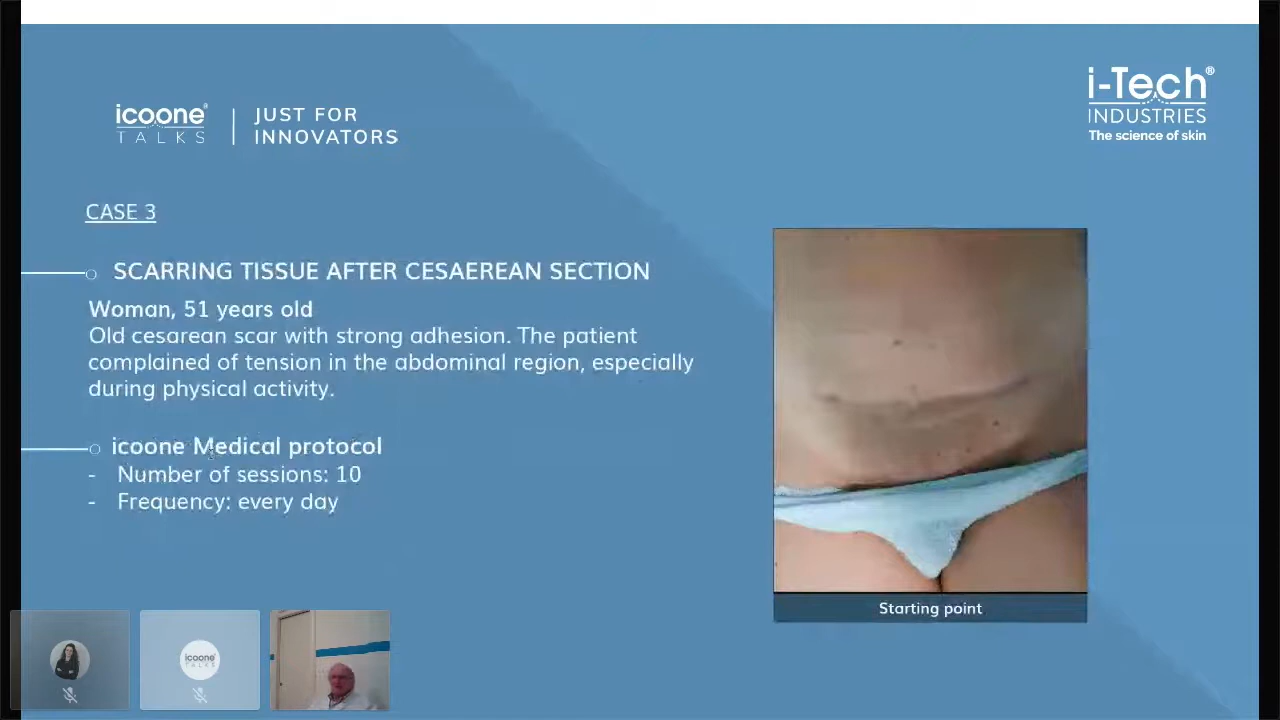 icoone®
TALKS
JUST FOR
INNOVATORS
i-Tech®
INDUSTRIES
The science of skin
CASE 3
SCARRING TISSUE AFTER CESAEREAN SECTION
Woman, 51 years old
Old cesarean scar with strong adhesion. The patient
complained of tension in the abdominal region, especially
during physical activity.
icoone Medical protocol
- Number of sessions: 10
- Frequency: every day
Starting point
icoone
TALKS